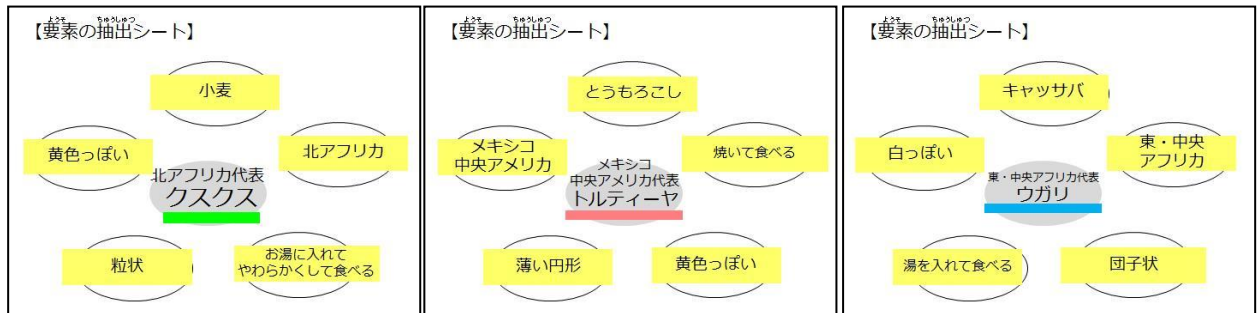 【要素の抽出シート】
ようそ
ちゅうしゅつ
小麦
黄色っぽい
北アフリカ
北アフリカ代表
クスクス
粒状
お湯に入れて
やわらかくして食べる
【要素の抽出シート】
ようそ
ちゅうしゅつ
とうもろこし
メキシコ
中央アメリカ
焼いて食べる
メキシコ
中央アメリカ代表
トルティーヤ
薄い円形
黄色っぽい
【要素の抽出シート】
ようそ
ちゅうしゅつ
キャッサバ
白っぽい
東・中央
アフリカ
東・中央アフリカ代表
ウガリ
湯を入れて食べる
団子状